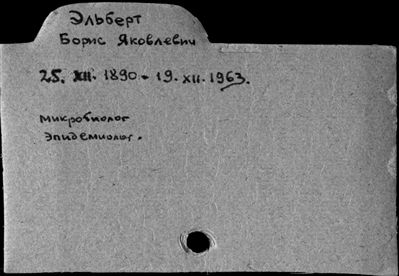 Эльберт
Борис Яковлевич
25. XII. 1890 - 19. XII. 1963.
Микробиолог
Эпидемиолог.